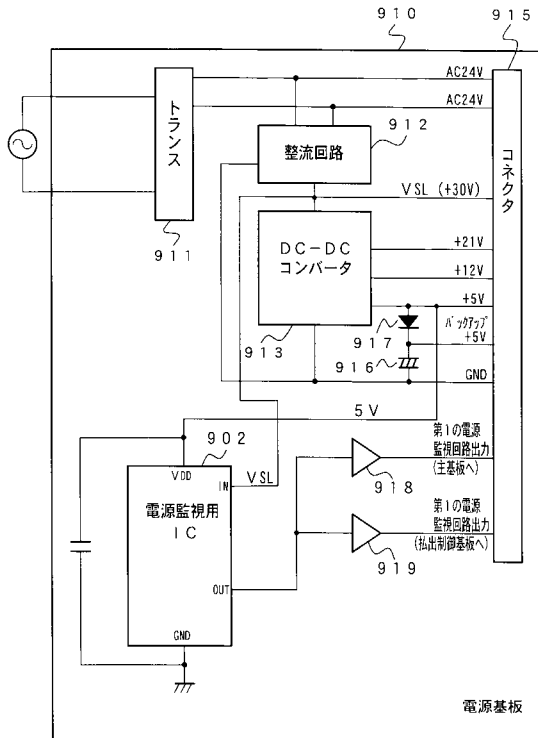 910
915
AC24V
AC24V
トランス
912
整流回路
コネクタ
VSL (+30V)
911
DC-DC
コンバータ
+21V
+12V
+5V
バックアップ
+5V
917
913
916
GND
5V
902
VDD
IN
VSL
電源監視用
IC
OUT
GND
第1の電源
監視回路出力
(主基板へ)
918
第1の電源
監視回路出力
(払出制御基板へ)
919
電源基板